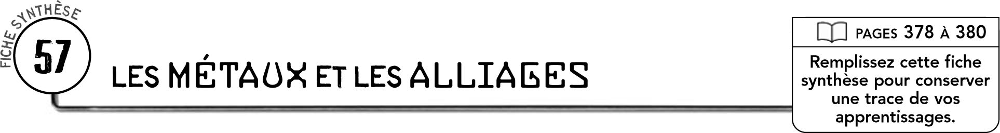 FICHE SYNTHÈSE
57
LES MÉTAUX ET LES ALLIAGES
PAGES 378 À 380
Remplissez cette fiche
synthèse pour conserver
une trace de vos
apprentissages.